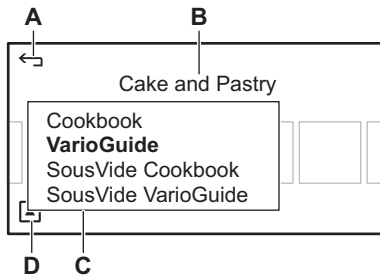 A B
Cake and Pastry
Cookbook
VarioGuide
SousVide Cookbook
SousVide VarioGuide
D C